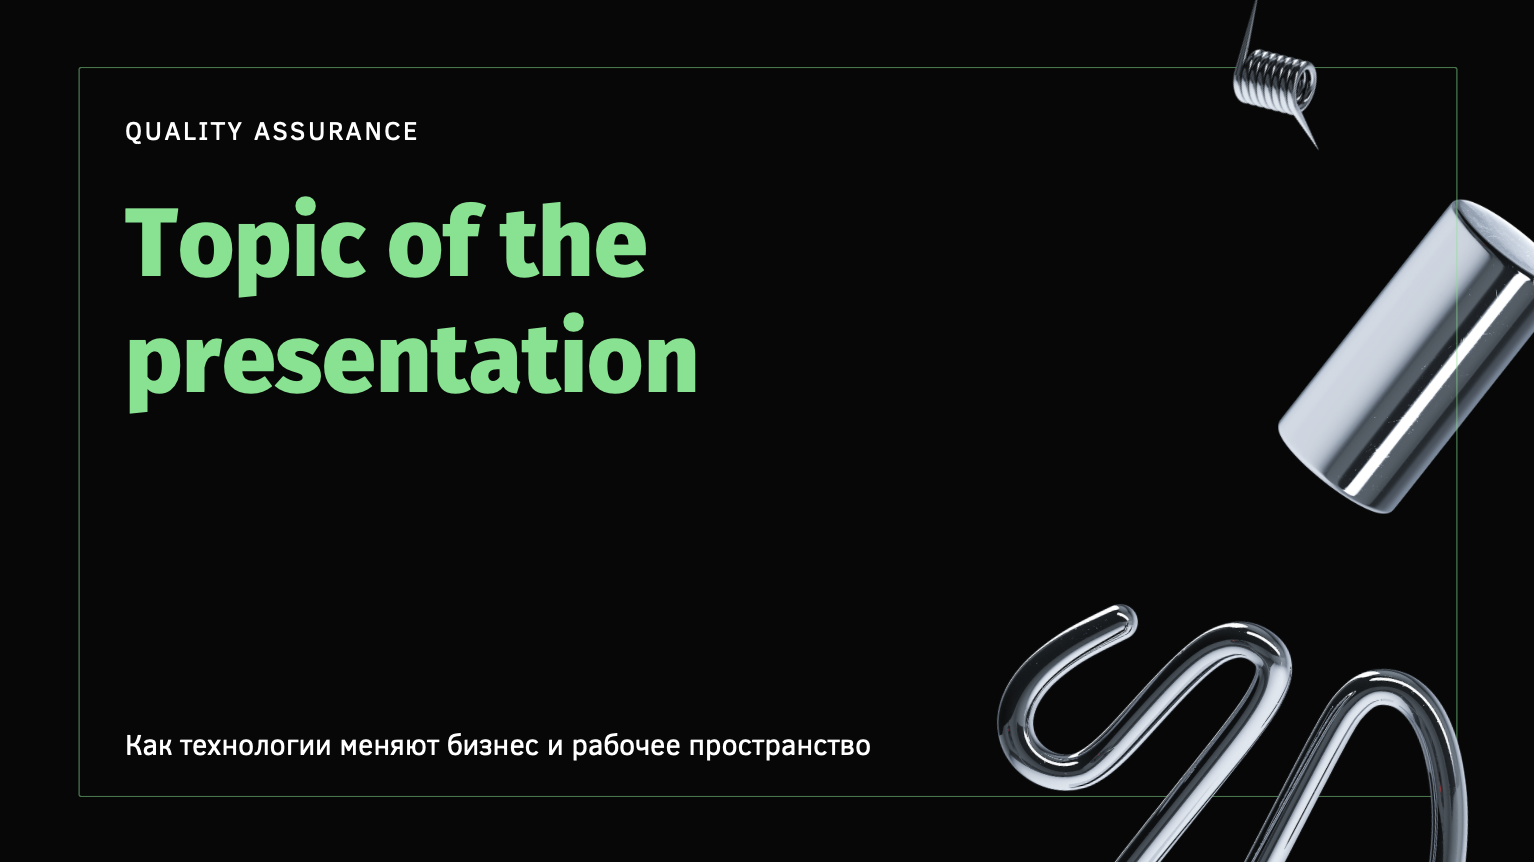 QUALITY ASSURANCE
Topic of the
presentation
Как технологии меняют бизнес и рабочее пространство